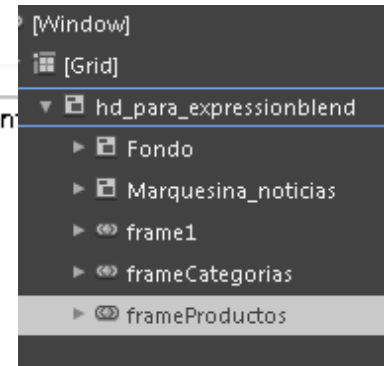 [Window]
[Grid]
hd_para_expressionblend
Fondo
Marquesina_noticias
frame1
frameCategorias
frameProductos